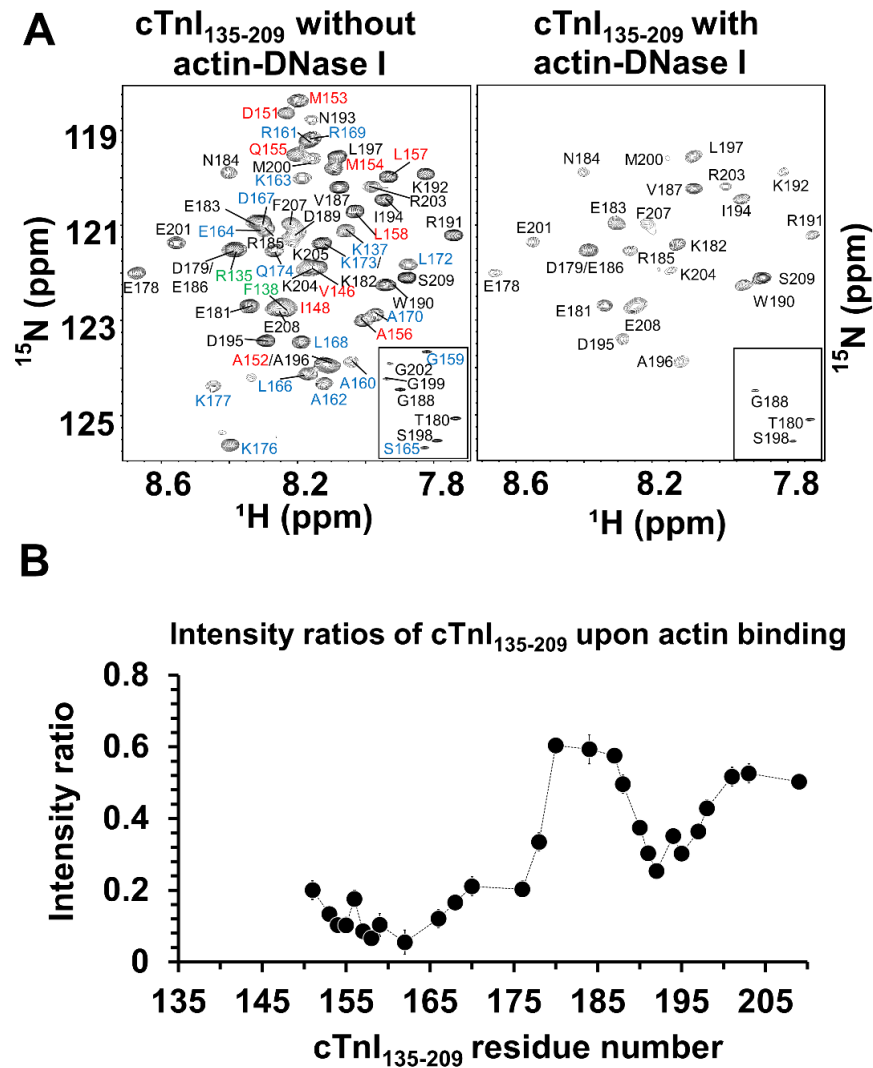 A
cTnI135-209 without
actin-DNase I
cTnI135-209 with
actin-DNase I
M153
D151
N193
R161
R169
Q155
L197
L157
N184
M200
M154
K163
K192
V187
R203
E183
D167
F207
I194
E164
D189
R191
E201
R185
L158
K205
K137
D179/
E186
R135
Q174
K173/
L172
E178
F138
K204
K182
S209
V146
I148
W190
E181
A170
E208
A156
D195
L168
A152/A196
G159
G202
A160
G199
L166
G188
K177
A162
T180
S198
K176
S165
L197
N184
M200
R203
K192
V187
E183
F207
I194
R191
E201
R185
K182
D179/E186
K204
E178
S209
W190
E181
E208
D195
A196
G188
T180
S198
119
121
123
125
15N (ppm)
15N (ppm)
8.6
8.2
7.8
8.6
8.2
7.8
¹H (ppm)
¹H (ppm)
B
Intensity ratios of cTnI135-209 upon actin binding
Intensity ratio
0.8
0.6
0.4
0.2
0
135
145
155
165
175
185
195
205
cTnI135-209 residue number